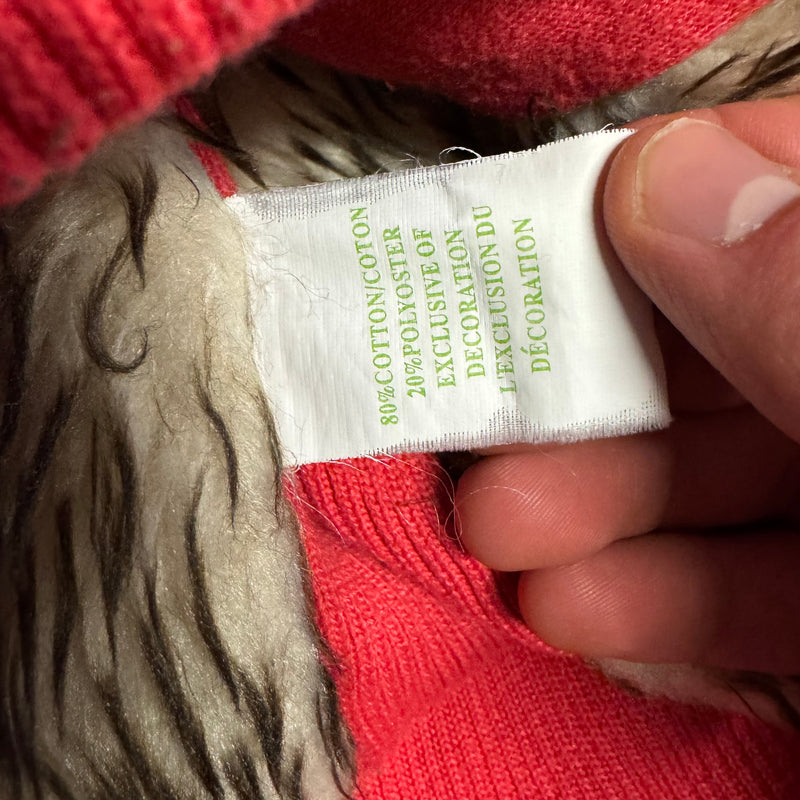 80%COTTON/COTON
20%POLYOSTER
EXCLUSIVE OF
DECORATION
L'EXCLUSION DU
DÉCORATION